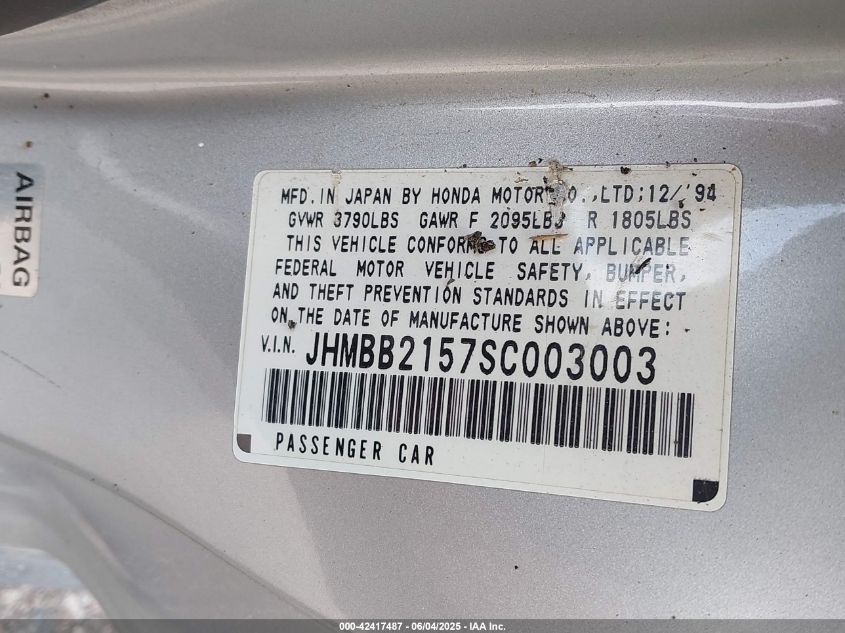 AIRBAG
MFD. IN JAPAN BY HONDA MOTOR CO.,LTD;12/'94
GVWR 3790LBS GAWR F 2095LBS R 1805LBS
THIS VEHICLE CONFORMS TO ALL APPLICABLE
FEDERAL MOTOR VEHICLE SAFETY, BUMPER,
AND THEFT PREVENTION STANDARDS IN EFFECT
ON THE DATE OF MANUFACTURE SHOWN ABOVE:
V.I.N. JHMBB2157SC003003
PASSENGER CAR
000-42417487 - 06/04/2025 - IAA Inc.